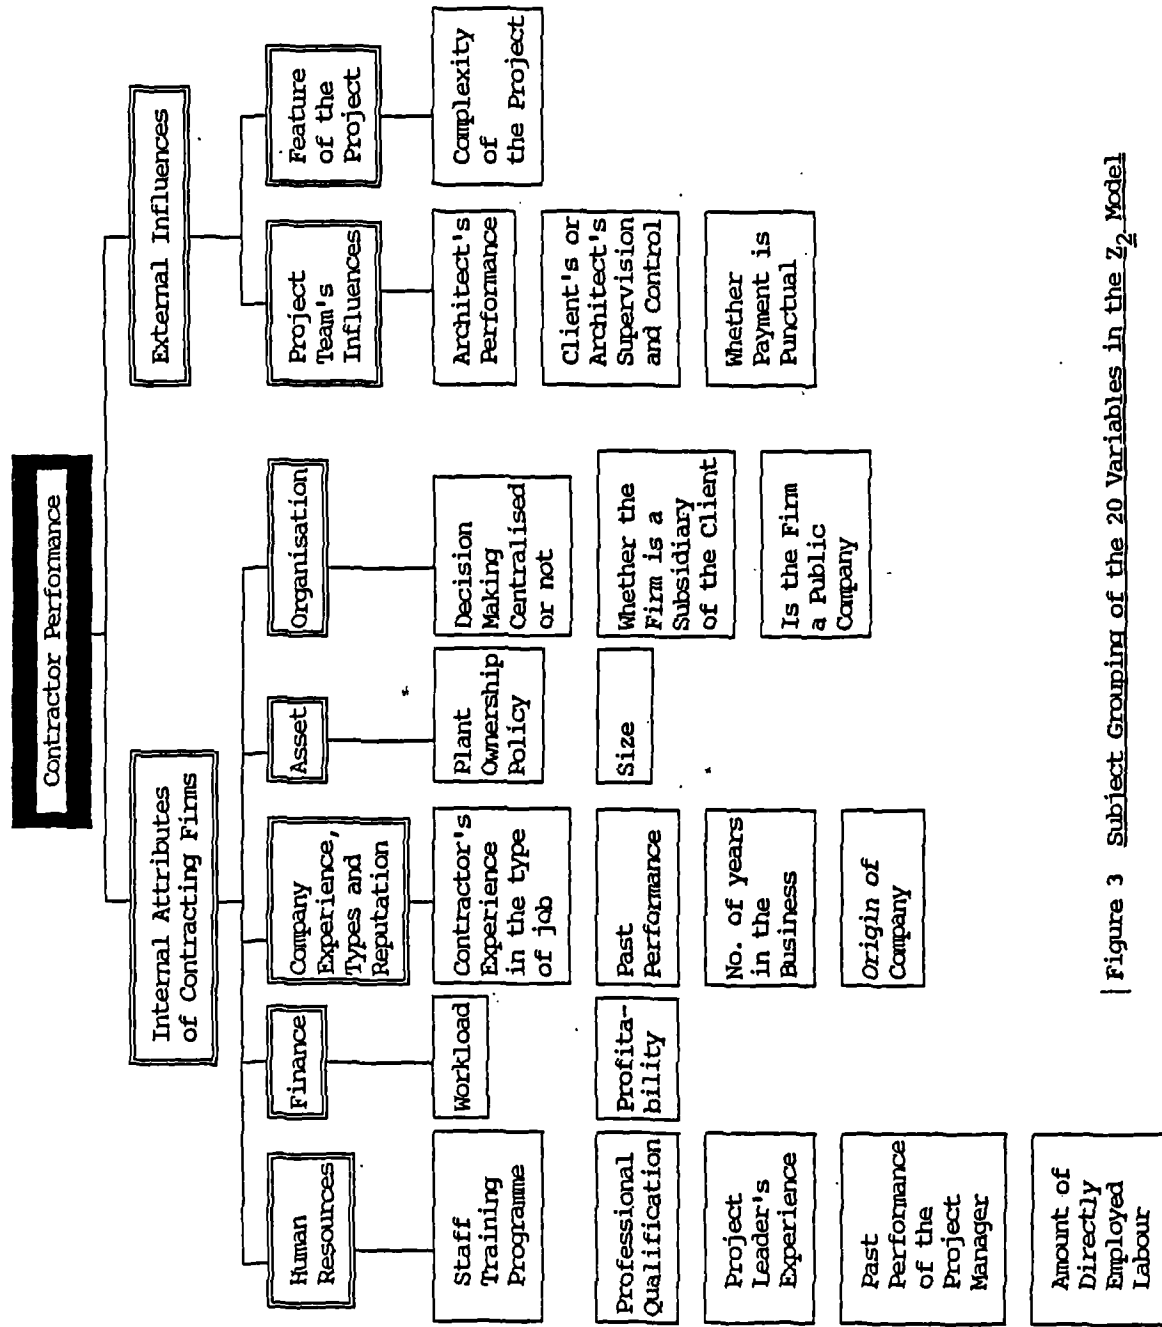 Contractor Performance
Internal Attributes
of Contracting Firms
External Influences
Human
Resources
Finance
Company
Experience,
Types and
Reputation
Asset
Organisation
Project
Team's
Influences
Feature
of the
Project
Staff
Training
Programme
Workload
Contractor's
Experience
in the type
of job
Plant
Ownership
Policy
Decision
Making
Centralised
or not
Architect's
Performance
Complexity
of
the Project
Professional
Qualification
Profita-
bility
Past
Performance
Size
Whether the
Firm is a
Subsidiary
of the Client
Client's or
Architect's
Supervision
and Control
Project
Leader's
Experience
No. of years
in the
Business
Is the Firm
a Public
Company
Whether
Payment is
Punctual
Past
Performance
of the
Project
Manager
Origin of
Company
Amount of
Directly
Employed
Labour
Figure 3 Subject Grouping of the 20 Variables in the Z2 Model